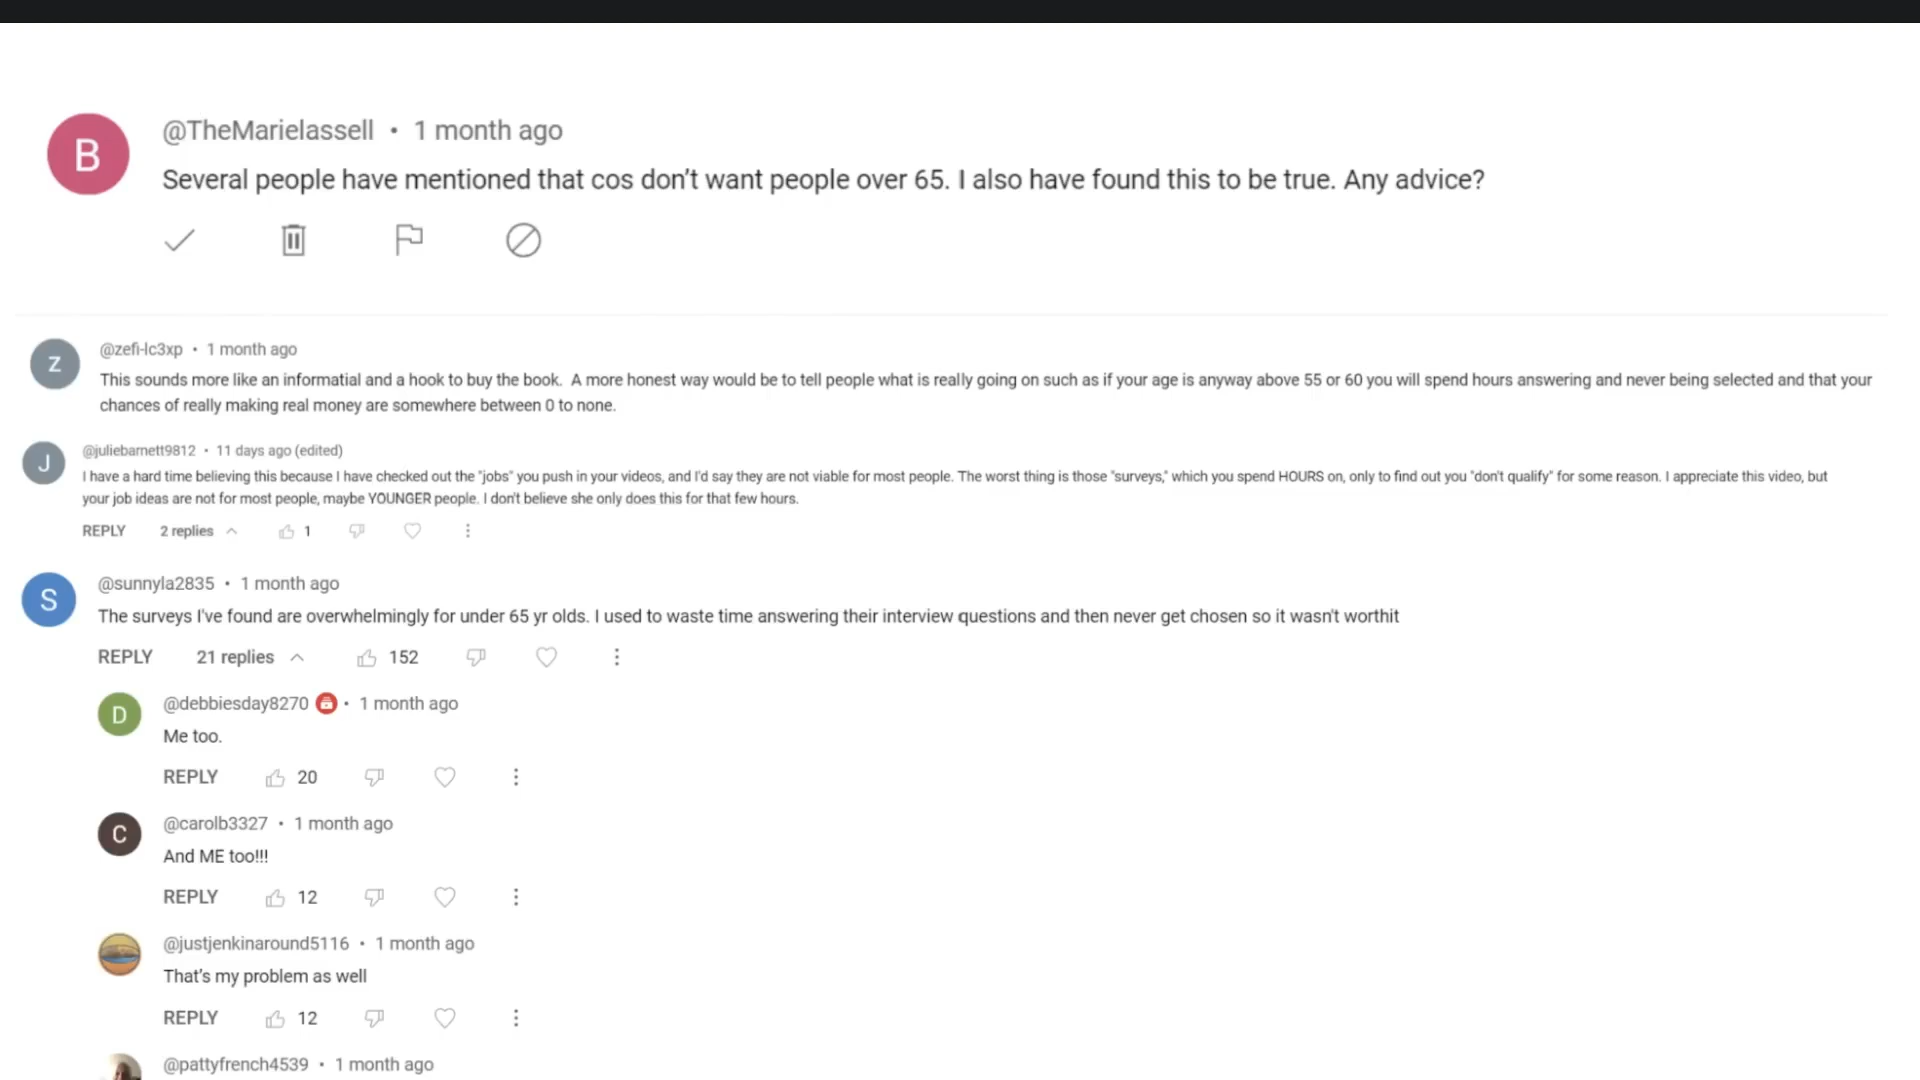 B
@TheMarielassell • 1 month ago
Several people have mentioned that cos don't want people over 65. I also have found this to be true. Any advice?
Z
@zefi-lc3xp • 1 month ago
This sounds more like an informatial and a hook to buy the book. A more honest way would be to tell people what is really going on such as if your age is anyway above 55 or 60 you will spend hours answering and never being selected and that your
chances of really making real money are somewhere between 0 to none.
J
@juliebarnett9812 • 11 days ago (edited)
I have a hard time believing this because I have checked out the "jobs" you push in your videos, and I'd say they are not viable for most people. The worst thing is those "surveys," which you spend HOURS on, only to find out you "don't qualify" for some reason. I appreciate this video, but
your job ideas are not for most people, maybe YOUNGER people. I don't believe she only does this for that few hours.
REPLY 2 replies 1
S
@sunnyla2835 • 1 month ago
The surveys I've found are overwhelmingly for under 65 yr olds. I used to waste time answering their interview questions and then never get chosen so it wasn't worthit
REPLY 21 replies 152
D
@debbiesday8270 • 1 month ago
Me too.
REPLY 20
C
@carolb3327 • 1 month ago
And ME too!!!
REPLY 12
@justjenkinaround5116 • 1 month ago
That's my problem as well
REPLY 12
@pattyfrench4539 • 1 month ago